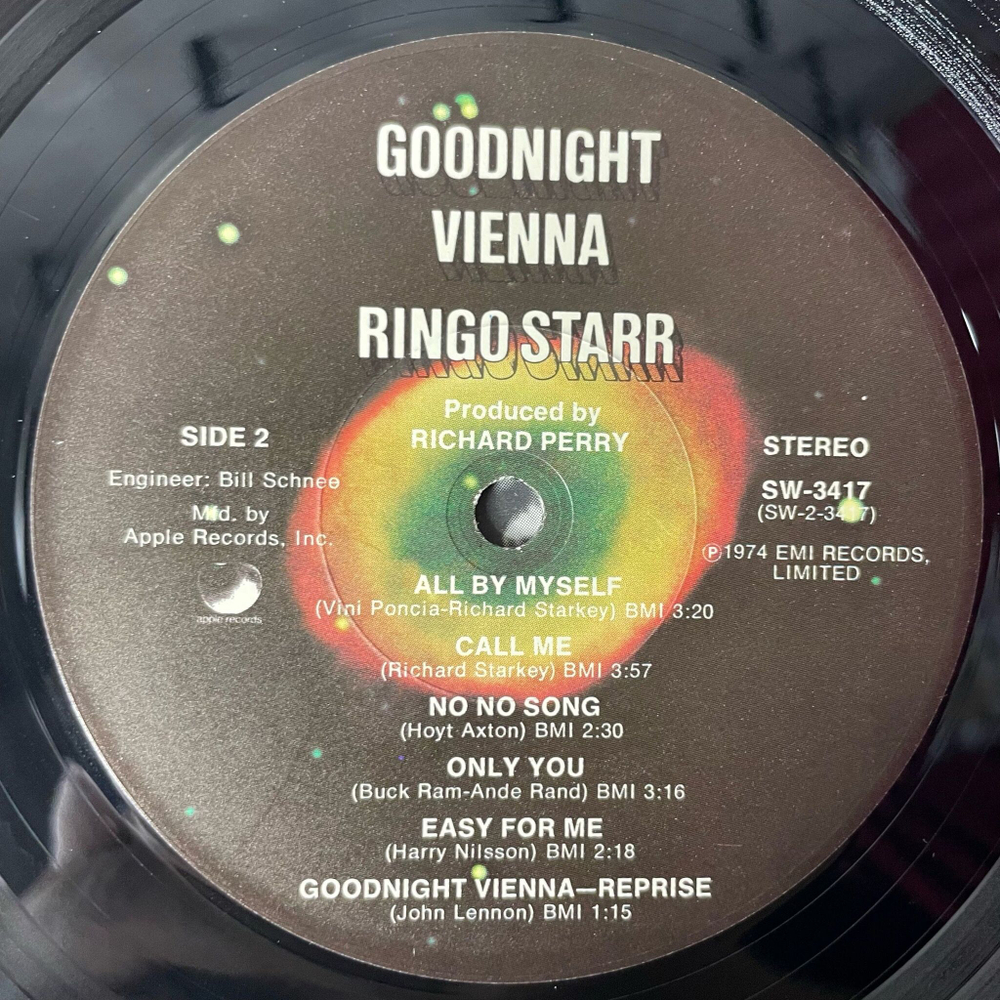 GOODNIGHT
VIENNA
RINGO STARR
Produced by
RICHARD PERRY
SIDE 2
Engineer: Bill Schnee
Mfd. by
Apple Records, Inc.
apple records
STEREO
SW-3417
(SW-2-3417)
Ⓟ1974 EMI RECORDS,
LIMITED
ALL BY MYSELF
(Vini Poncia-Richard Starkey) BMI 3:20
CALL ME
(Richard Starkey) BMI 3:57
NO NO SONG
(Hoyt Axton) BMI 2:30
ONLY YOU
(Buck Ram-Ande Rand) BMI 3:16
EASY FOR ME
(Harry Nilsson) BMI 2:18
GOODNIGHT VIENNA—REPRISE
(John Lennon) BMI 1:15